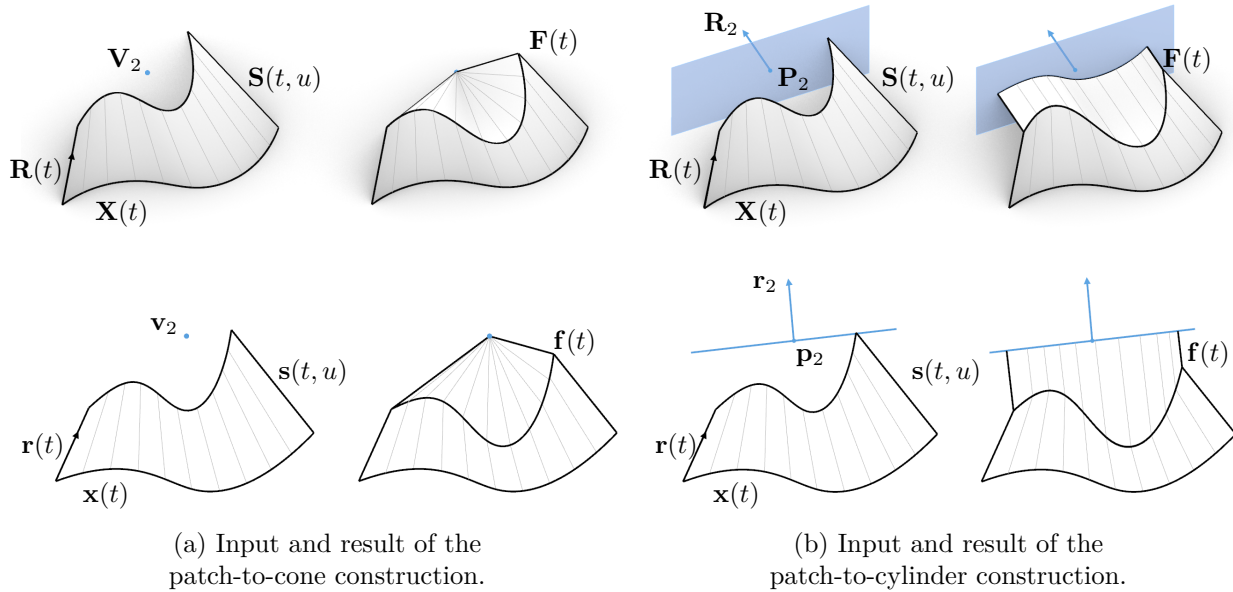 V₂
F(t)
S(t, u)
R(t)
X(t)
R₂
P₂
S(t, u)
F(t)
R(t)
X(t)
v₂
f(t)
s(t, u)
r(t)
x(t)
r₂
p₂
s(t, u)
f(t)
r(t)
x(t)
(a) Input and result of the
patch-to-cone construction.
(b) Input and result of the
patch-to-cylinder construction.